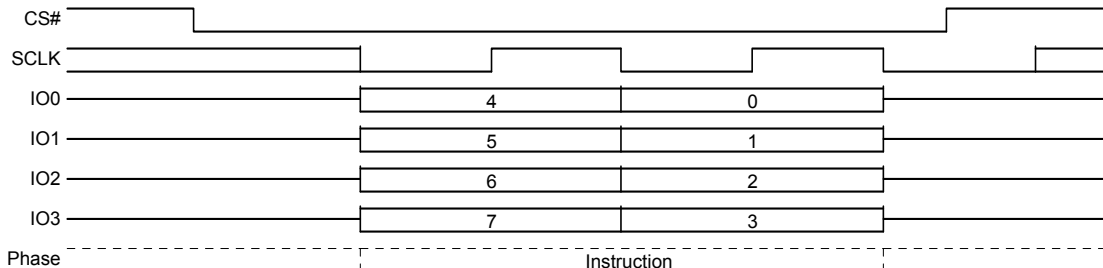 CS#
SCLK
IO0 4 0
IO1 5 1
IO2 6 2
IO3 7 3
Phase Instruction